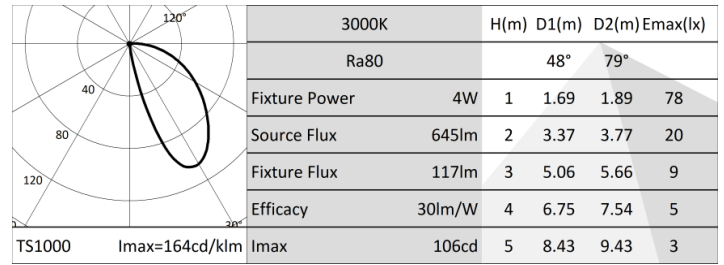 120°
40
80
120
30°
TS1000 Imax=164cd/klm
3000K H(m) D1(m) D2(m) Emax(lx)
Ra80 48° 79°
Fixture Power 4W 1 1.69 1.89 78
Source Flux 645lm 2 3.37 3.77 20
Fixture Flux 117lm 3 5.06 5.66 9
Efficacy 30lm/W 4 6.75 7.54 5
Imax 106cd 5 8.43 9.43 3